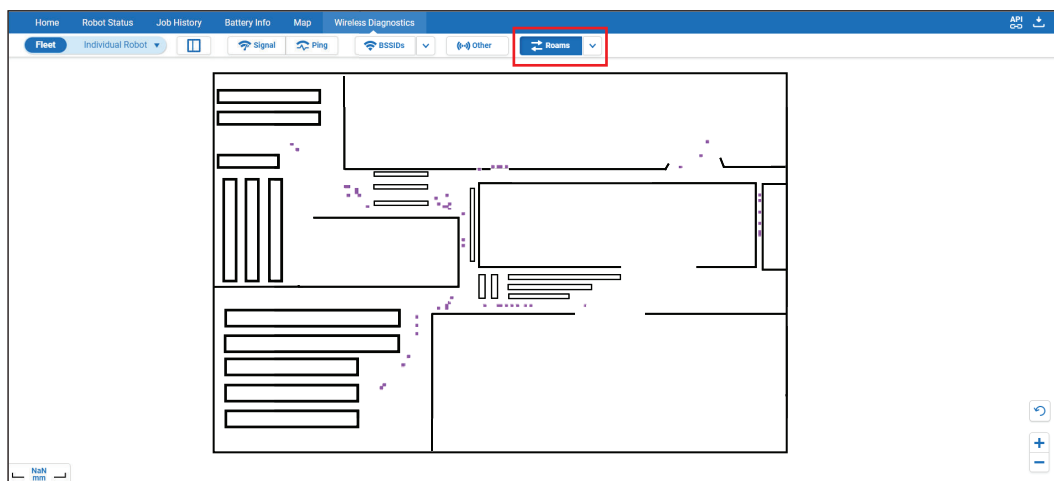 Home Robot Status Job History Battery Info Map Wireless Diagnostics API
Fleet Individual Robot Signal Ping BSSIDs Other Roams
NaN
mm